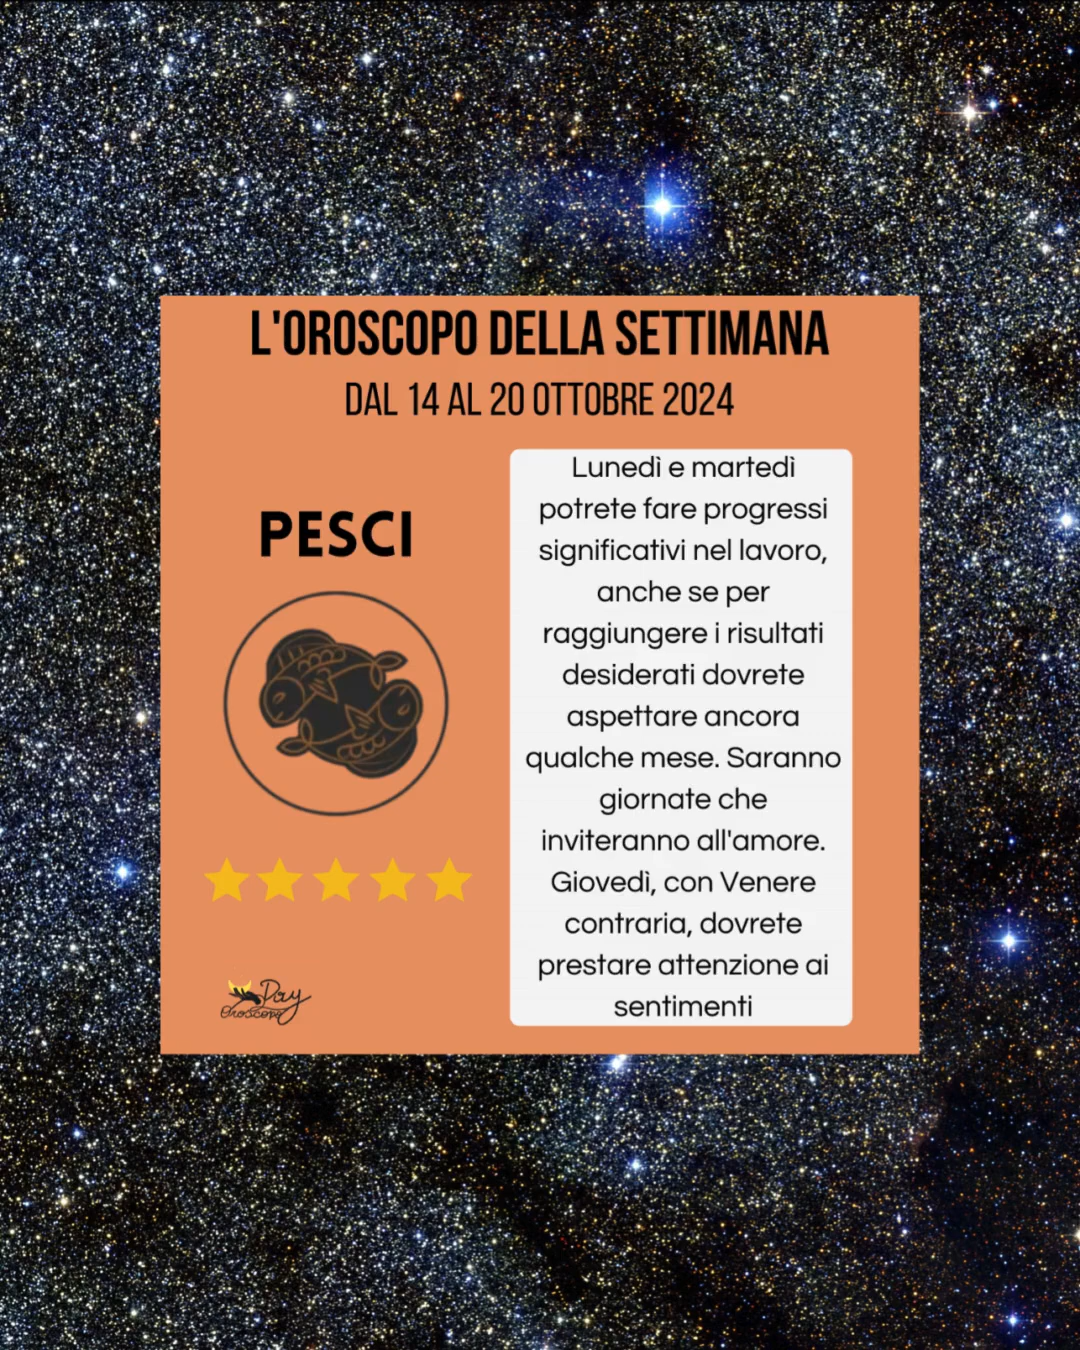 L'OROSCOPO DELLA SETTIMANA
DAL 14 AL 20 OTTOBRE 2024
PESCI
Lunedì e martedì
potrete fare progressi
significativi nel lavoro,
anche se per
raggiungere i risultati
desiderati dovrete
aspettare ancora
qualche mese. Saranno
giornate che
inviteranno all'amore.
Giovedì, con Venere
contraria, dovrete
prestare attenzione ai
sentimenti
Day
Oroscopo